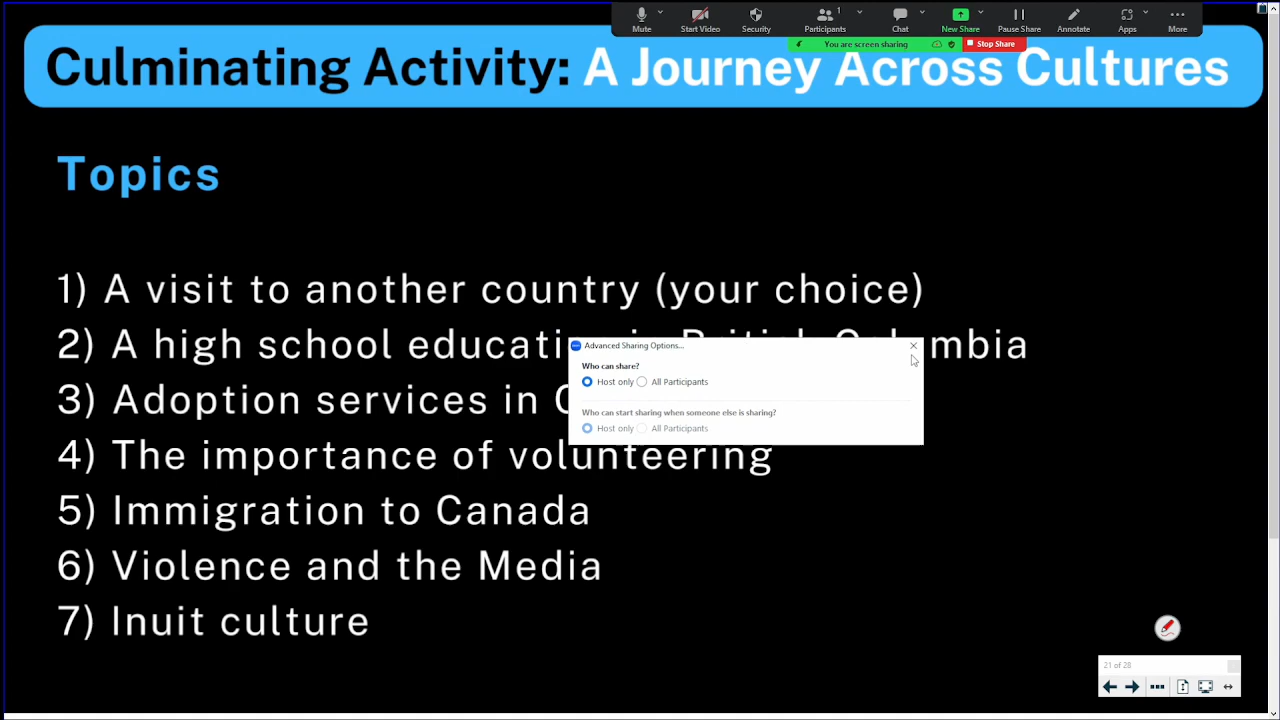 1
Mute
Start Video
Security
Participants
Chat
New Share
Pause Share
Annotate
Apps
More
You are screen sharing
Stop Share
Culminating Activity: A Journey Across Cultures
Topics
1) A visit to another country (your choice)
2) A high school educati
mbia
Advanced Sharing Options...
Who can share?
Host only All Participants
3) Adoption services in
Who can start sharing when someone else is sharing?
Host only All Participants
4) The importance of volunteering
5) Immigration to Canada
6) Violence and the Media
7) Inuit culture
21 of 28